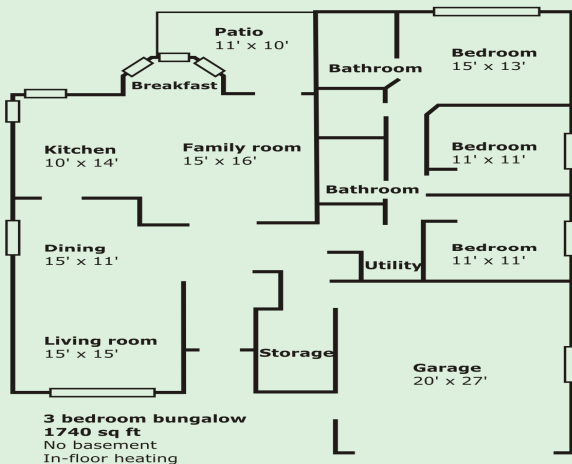 Patio
11' x 10'
Bathroom
Bedroom
15' x 13'
Breakfast
Kitchen
10' x 14'
Family room
15' x 16'
Bedroom
11' x 11'
Bathroom
Dining
15' x 11'
Utility
Bedroom
11' x 11'
Living room
15' x 15'
Storage
Garage
20' x 27'
3 bedroom bungalow
1740 sq ft
No basement
In-floor heating